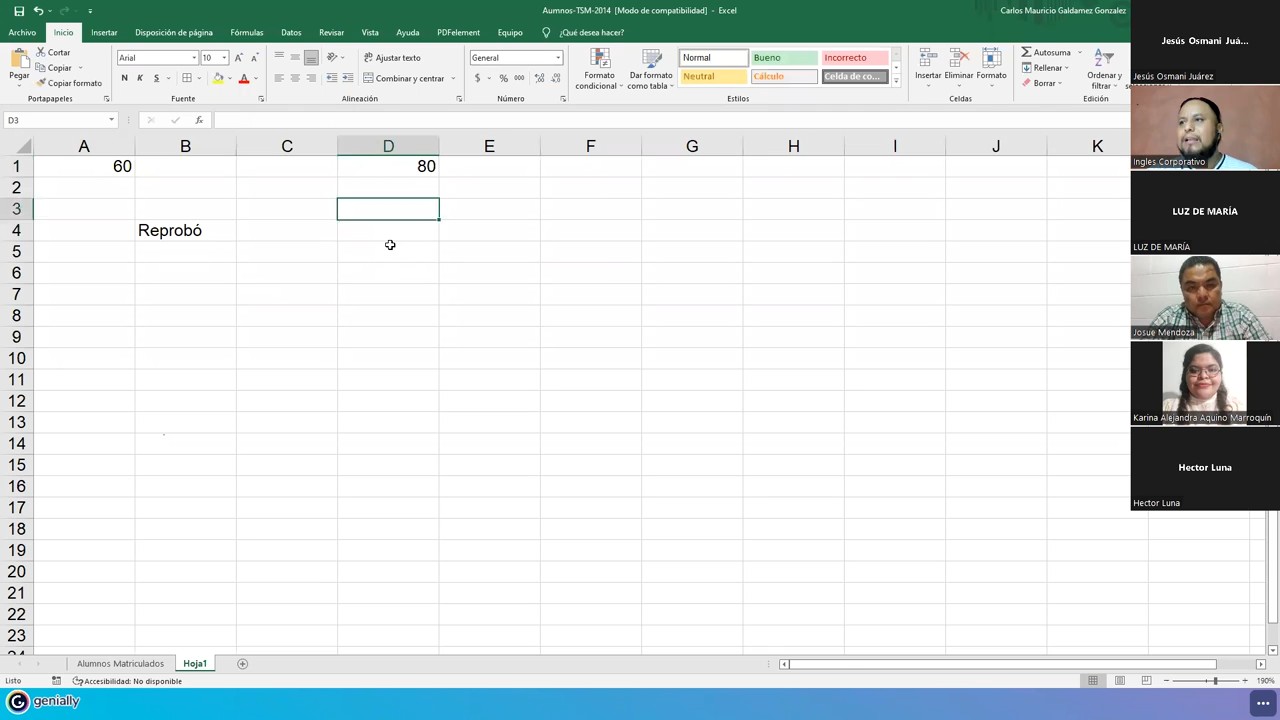 Aumnos-TSM-2014 [Modo de compatibilidad] - Excel
Carlos Mauricio Galdamez Gonzalez
Archivo Inicio Insertar Disposición de página Fórmulas Datos Revisar Vista Ayuda PDFelement Equipo ¿Qué desea hacer?
Pegar
Cortar
Copiar
Copiar formato
Portapapeles
Arial 10
N K S
Fuente
Ajustar texto
Combinar y centrar
Alineación
General
$ % 000
Número
Formato condicional
Dar formato como tabla
Normal Bueno Incorrecto
Neutral Cálculo Celda de co...
Estilos
Insertar Eliminar Formato
Celdas
Autosuma
Rellenar
Borrar
Ordenar y
Edición
D3
fx
A B C D E F G H I J K
1 60 80
2
3
4 Reprobó
5
6
7
8
9
10
11
12
13
14
15
16
17
18
19
20
21
22
23
Alumnos Matriculados Hoja1
Listo Accesibilidad: No disponible 190%
genially
Jesús Osmani Juá...
Jesús Osmani Juárez
Ingles Corporativo
LUZ DE MARÍA
LUZ DE MARÍA
Josue Mendoza
Karina Alejandra Aquino Marroquín
Hector Luna
Hector Luna